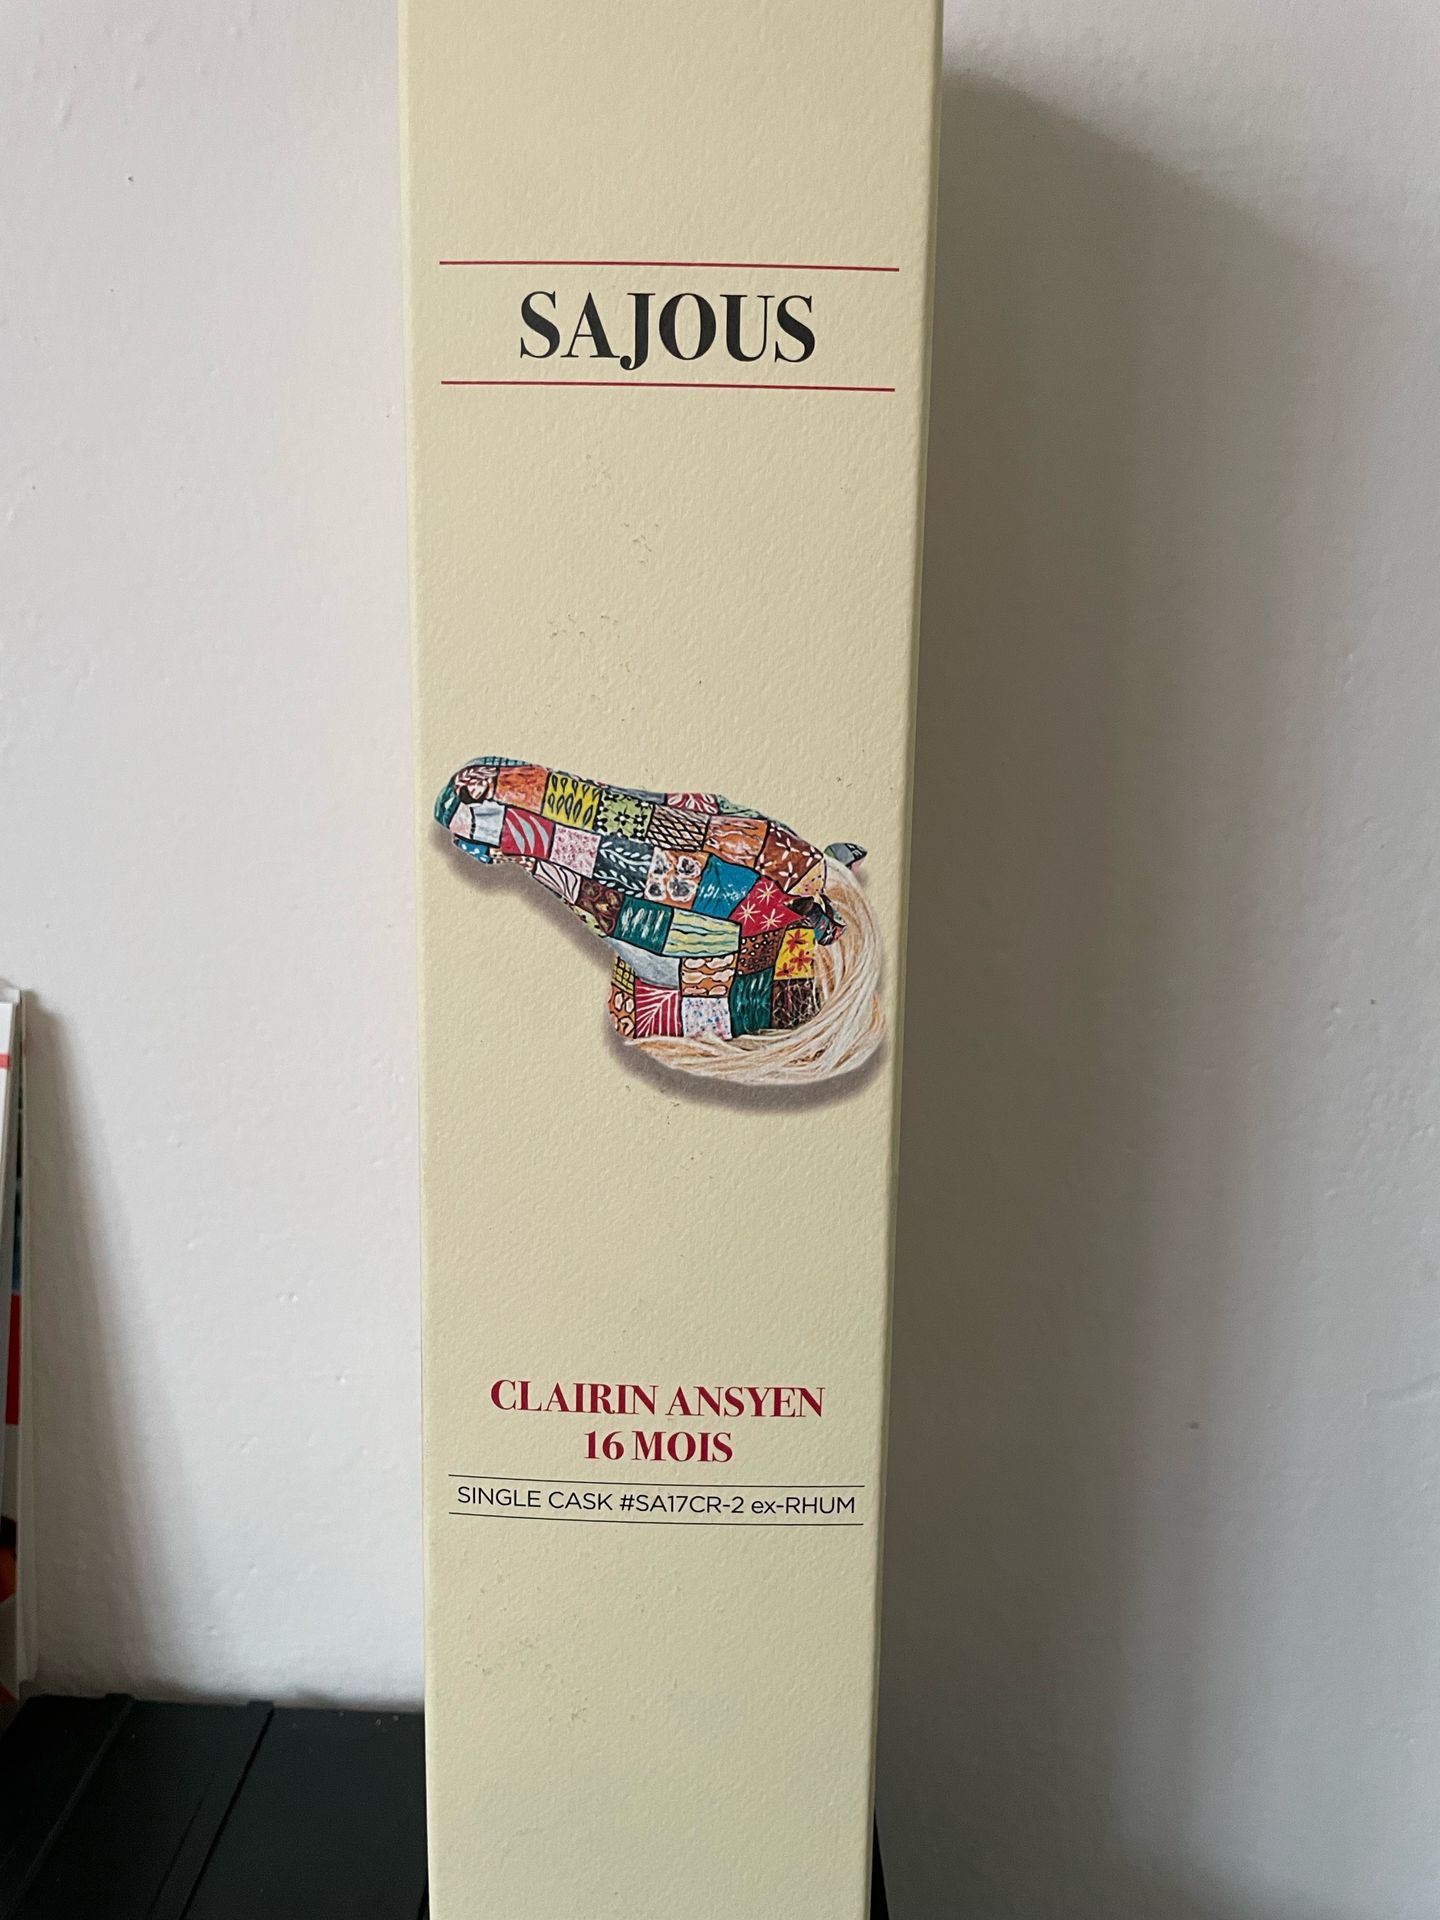 SAJOUS
CLAIRIN ANSYEN
16 MOIS
SINGLE CASK #SA17CR-2 ex-RHUM